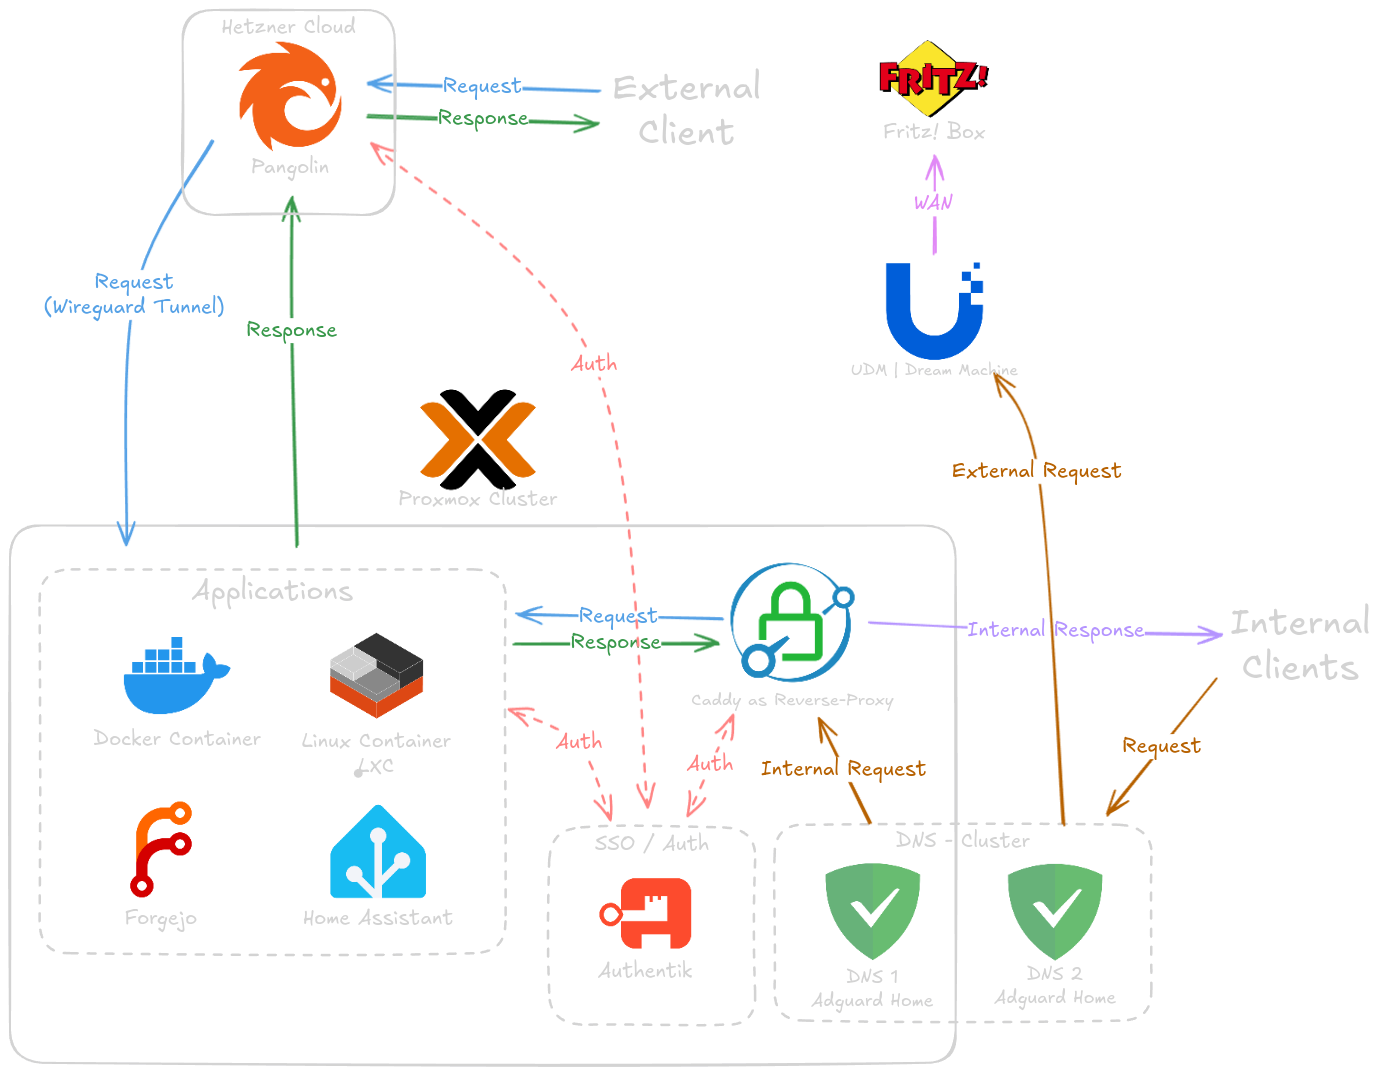 Hetzner Cloud
Pangolin
Request
Response
External
Client
FRITZ!
Fritz! Box
WAN
UDM | Dream Machine
Request
(Wireguard Tunnel)
Response
Auth
Proxmox Cluster
External Request
Applications
Docker Container
Linux Container
LXC
Forgejo
Home Assistant
Request
Response
Caddy as Reverse-Proxy
Internal Response
Internal
Clients
Auth
Auth
Internal Request
Request
SSO / Auth
Authentik
DNS - Cluster
DNS 1
Adguard Home
DNS 2
Adguard Home